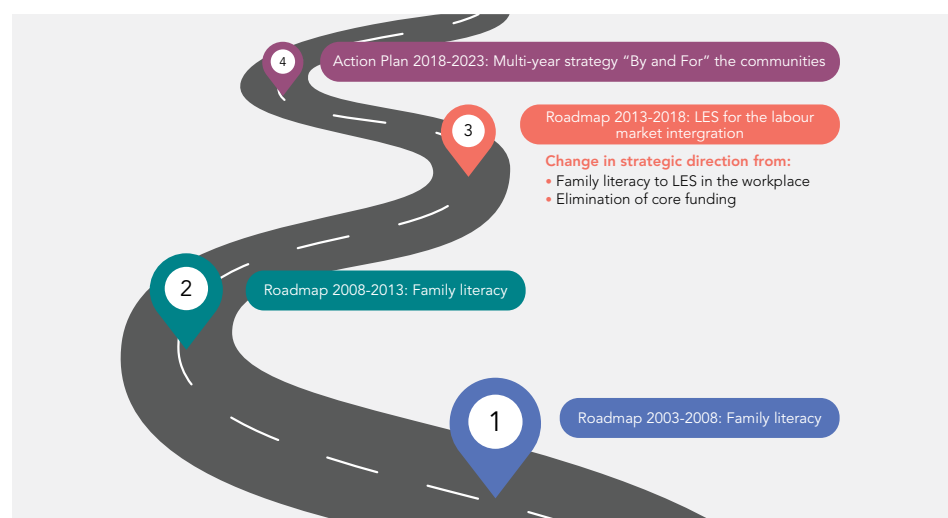 4
Action Plan 2018-2023: Multi-year strategy “By and For” the communities
3
Roadmap 2013-2018: LES for the labour
market intergration
Change in strategic direction from:
• Family literacy to LES in the workplace
• Elimination of core funding
2
Roadmap 2008-2013: Family literacy
1
Roadmap 2003-2008: Family literacy